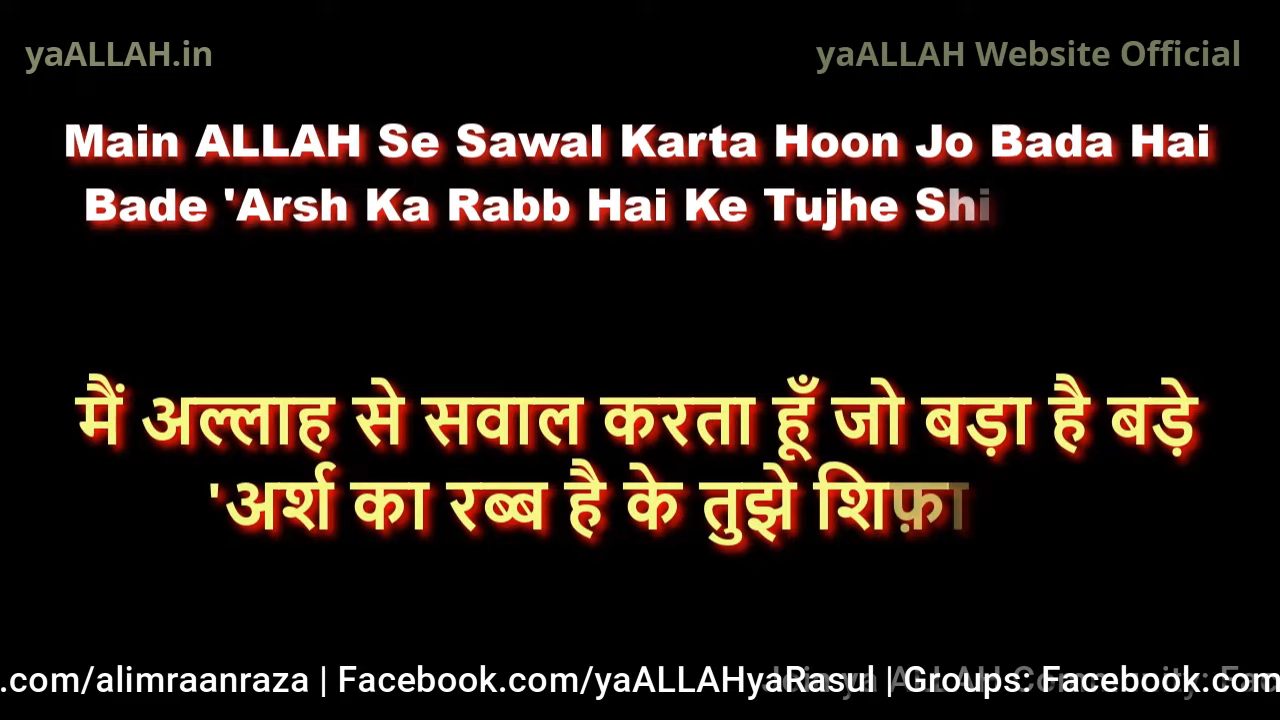 yaALLAH.in
yaALLAH Website Official
Main ALLAH Se Sawal Karta Hoon Jo Bada Hai
Bade 'Arsh Ka Rabb Hai Ke Tujhe Shi
मैं अल्लाह से सवाल करता हूँ जो बड़ा है बड़े
'अर्श का रब्ब है के तुझे शिफ़ा
.com/alimraanraza | Facebook.com/yaALLAHyaRasul | Groups: Facebook.com